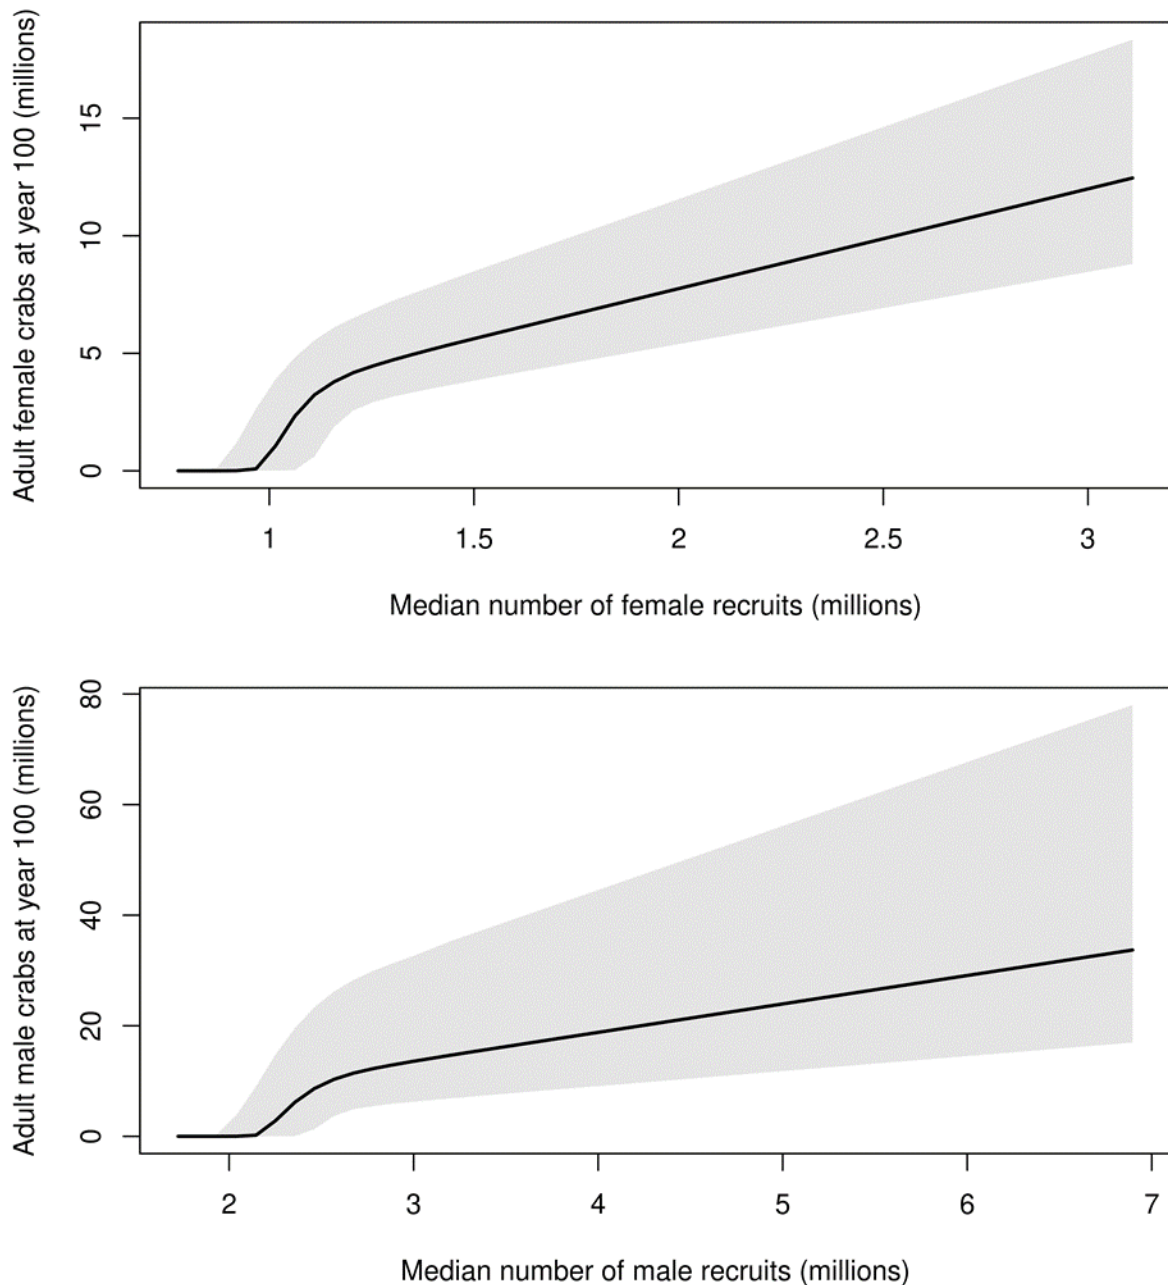 Adult female crabs at year 100 (millions)
15
10
5
0
1 1.5 2 2.5 3
Median number of female recruits (millions)
Adult male crabs at year 100 (millions)
80
60
40
20
0
2 3 4 5 6 7
Median number of male recruits (millions)